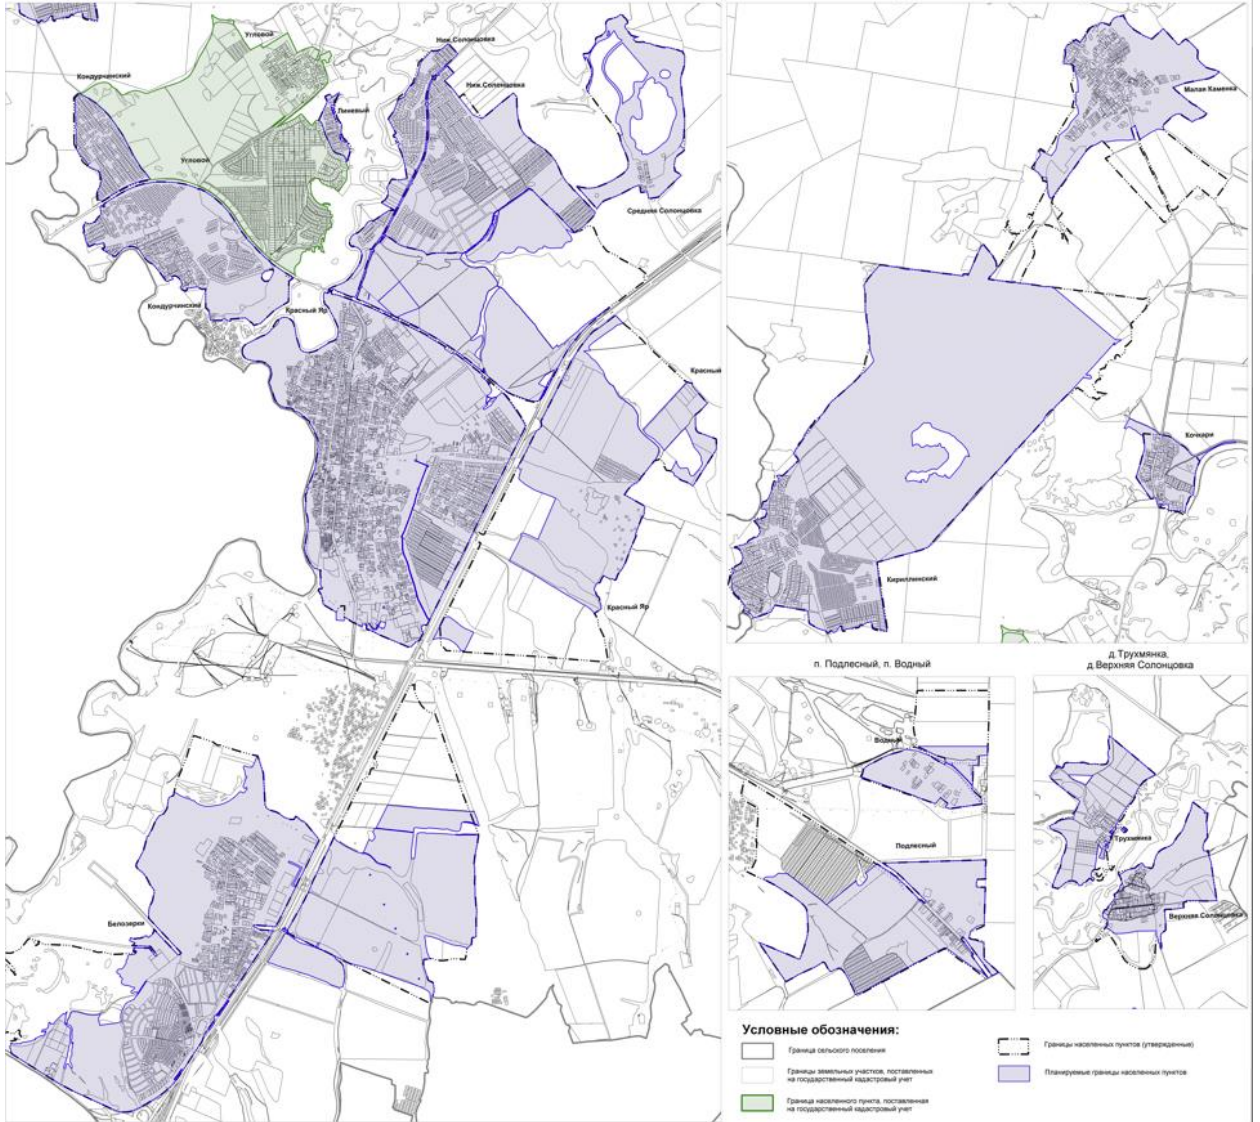 Угловой
Ниж.Солонцовка
Кондурчинский
Ниж.Солонцовка
Линевый
Малая Каменка
Угловой
Средняя Солонцовка
Кондурчинский
Красный Яр
Красный
Кочкари
Кириллинский
Красный Яр
п. Подлесный, п. Водный
д.Трухмянка,
д.Верхняя Солонцовка
Водный
Подлесный
Трухмянка
Верхняя Солонцовка
Белозерки
Условные обозначения:
Граница сельского поселения
Границы земельных участков, поставленных
на государственный кадастровый учет
Граница населенного пункта, поставленная
на государственный кадастровый учет
Границы населенных пунктов (утвержденные)
Планируемые границы населенных пунктов